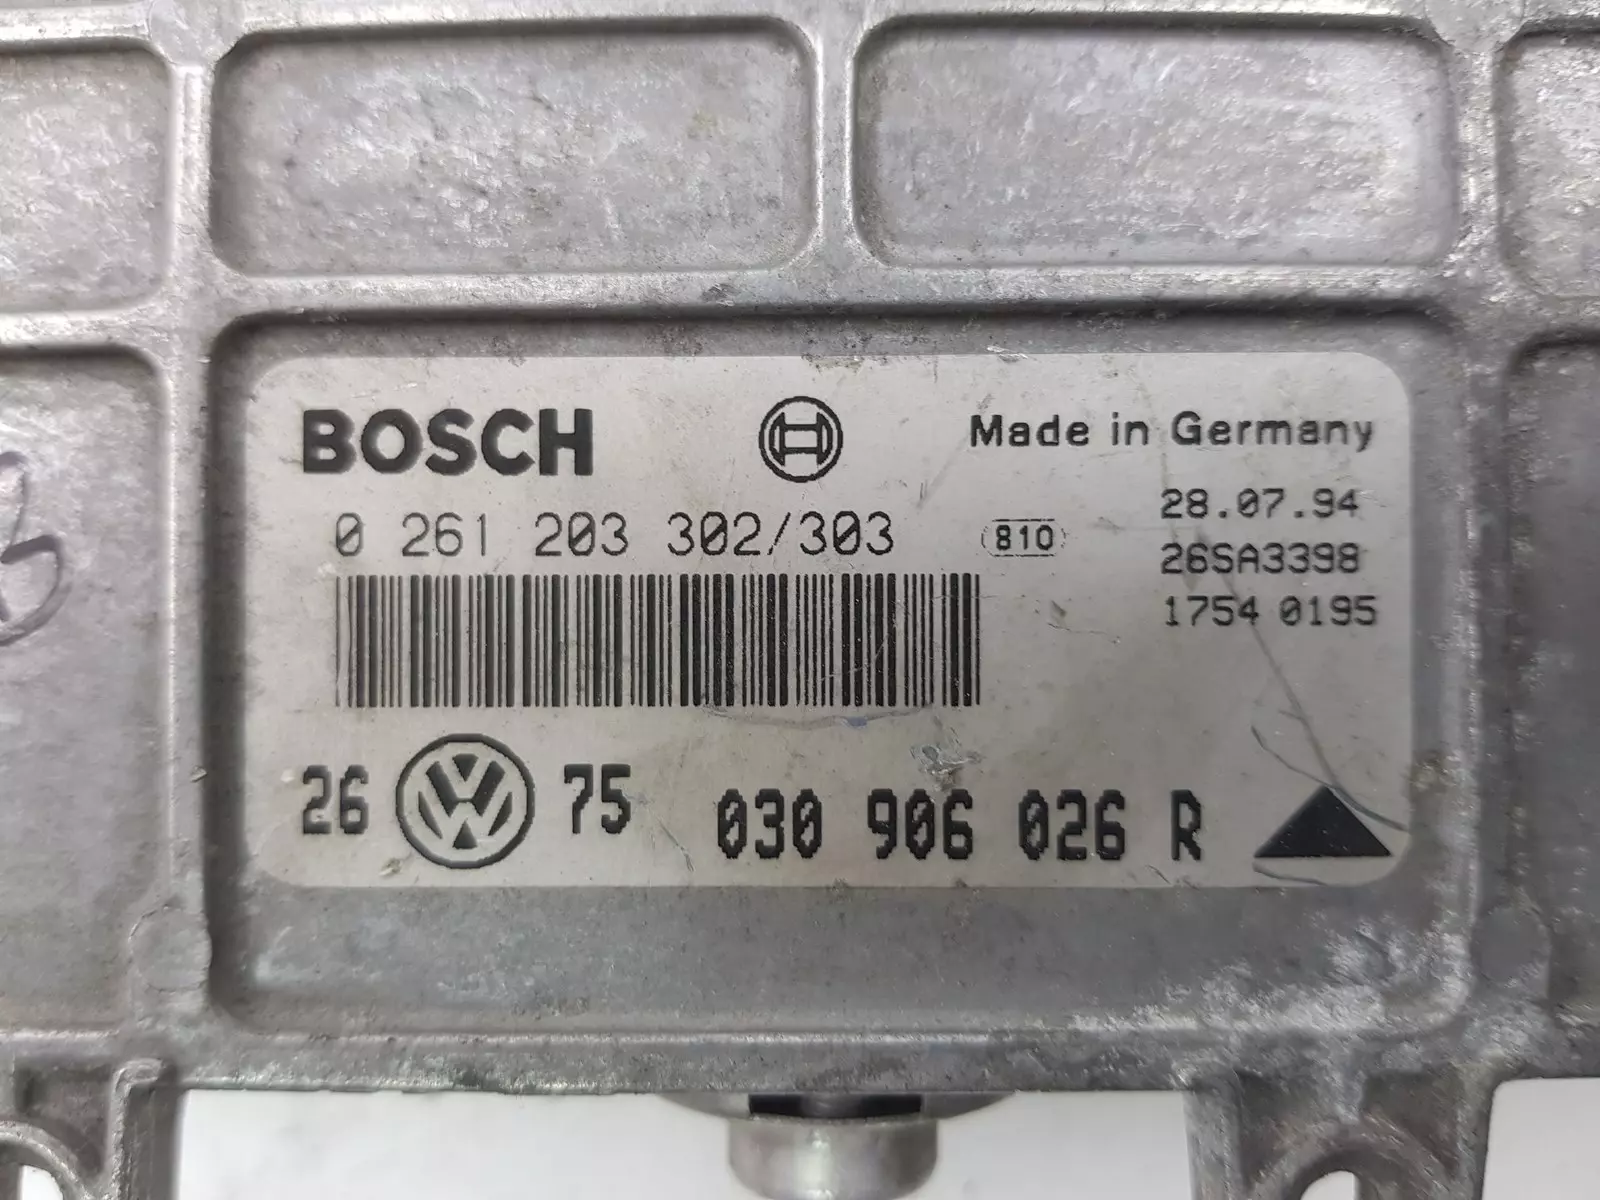 BOSCH
Made in Germany
0 261 203 302/303
810
28.07.94
26SA3398
1754 0195
26 VW 75
030 906 026 R